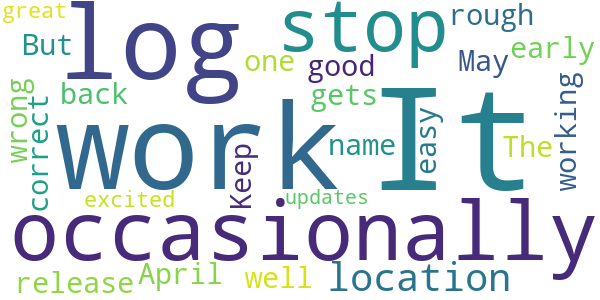 great
log
stop
rough
But
one
good
May
early
wrong
correct
back
gets
It
work
name
easy
The
working
Keep
excited
updates
occasionally
release
April
well
location